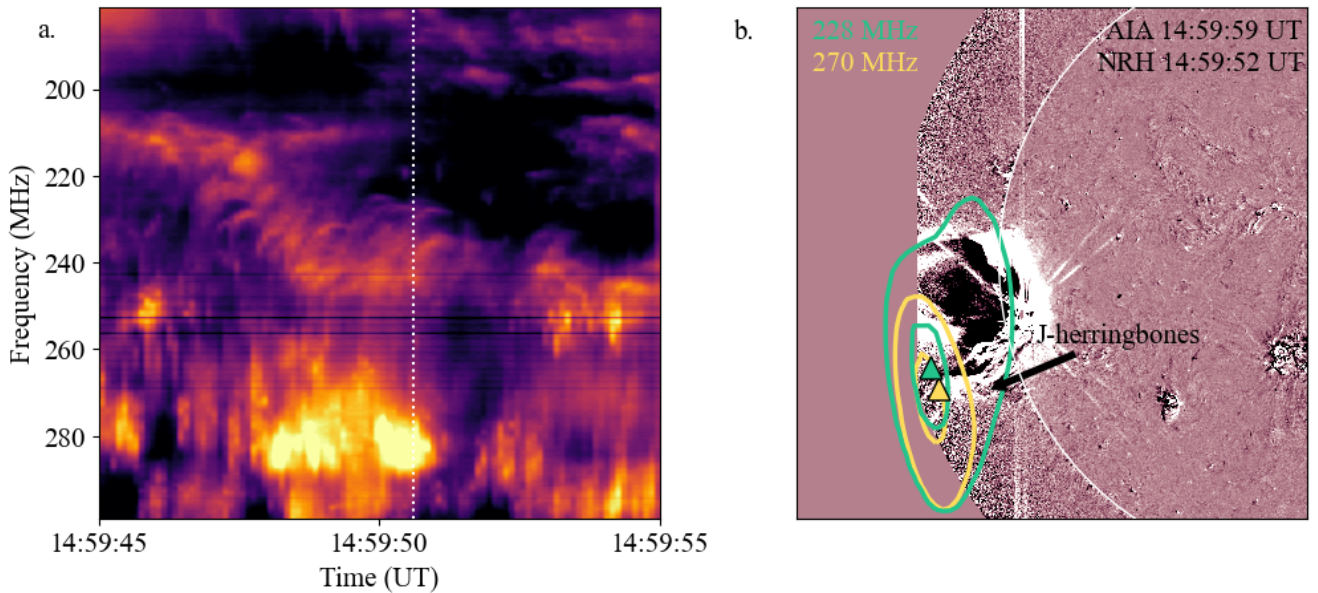 a.
Frequency (MHz)
200
220
240
260
280
14:59:45
14:59:50
14:59:55
Time (UT)
b.
228 MHz
270 MHz
AIA 14:59:59 UT
NRH 14:59:52 UT
J-herringbones